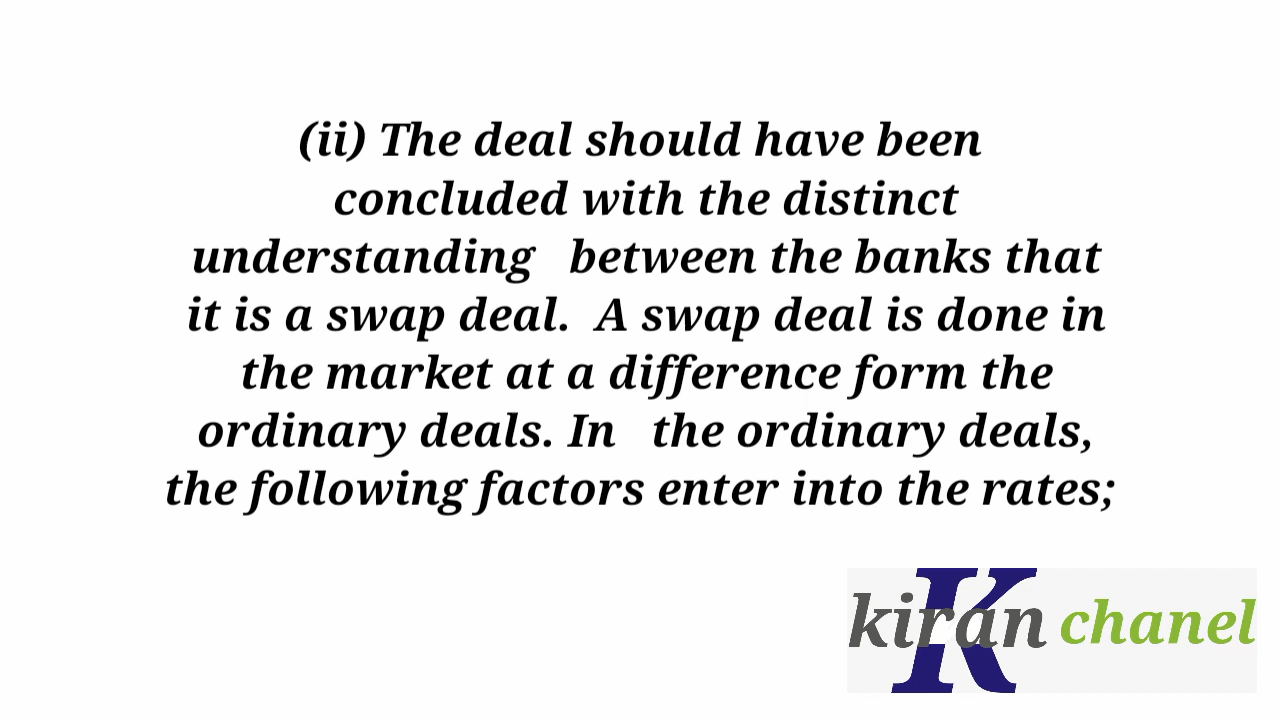 (ii) The deal should have been
concluded with the distinct
understanding between the banks that
it is a swap deal. A swap deal is done in
the market at a difference form the
ordinary deals. In the ordinary deals,
the following factors enter into the rates;
K
kiran chanel